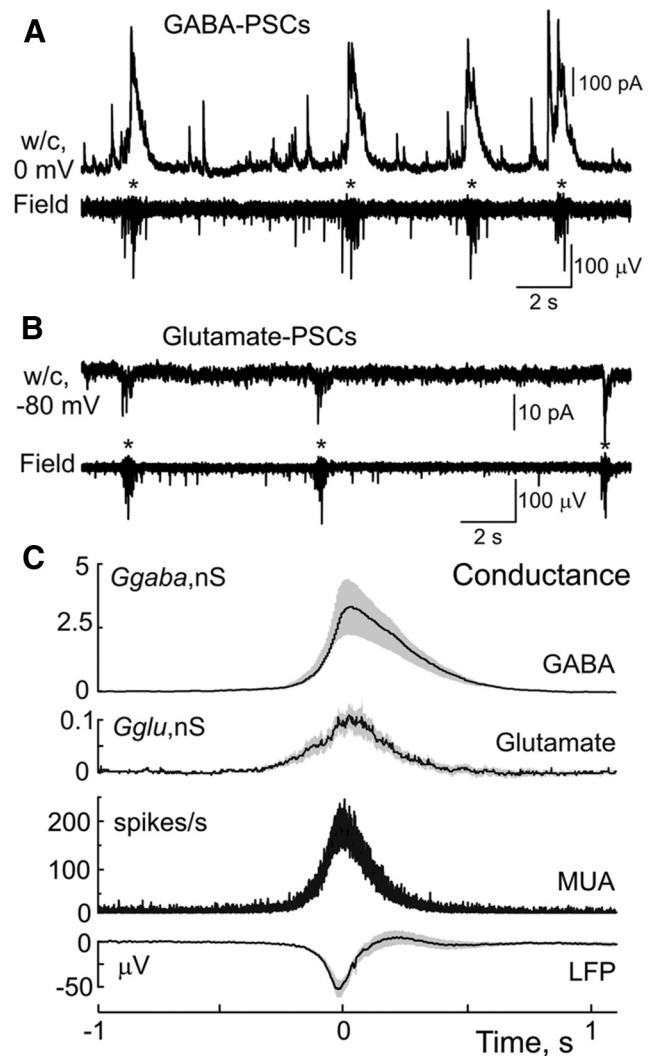 A
GABA-PSCs
100 pA
w/c,
0 mV
* * * *
Field
100 μV
2 s
B
Glutamate-PSCs
w/c,
-80 mV
10 pA
* * *
Field
100 μV
2 s
C
5
Ggaba,nS
Conductance
2.5
GABA
0
0.1
Gglu,nS
Glutamate
0
200
spikes/s
100
MUA
0
0
μV
LFP
-50
-1 0 1
Time, s